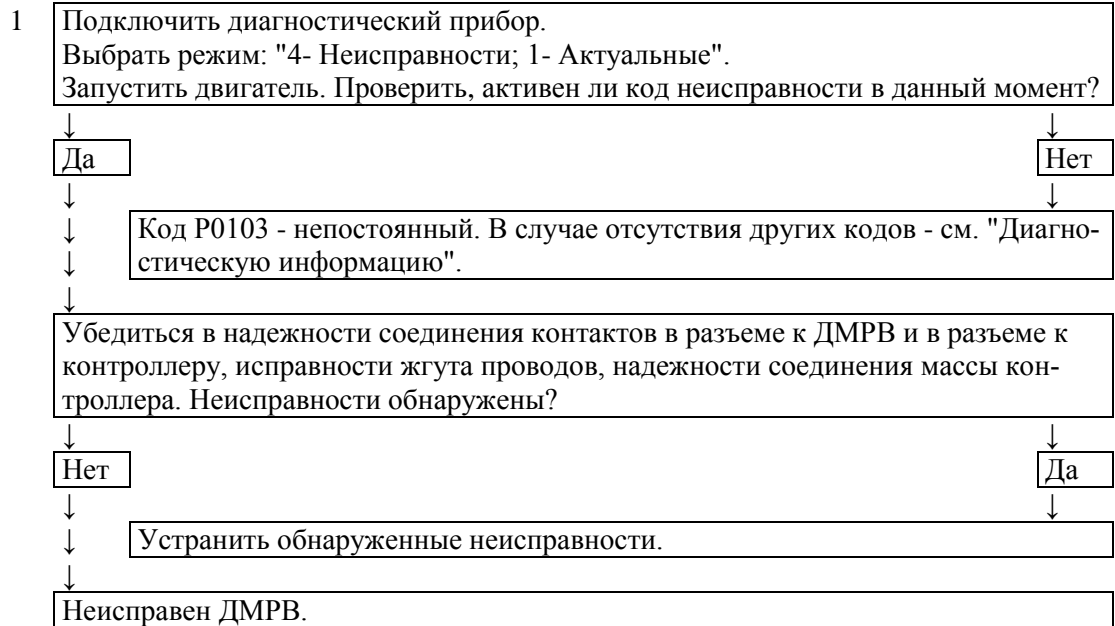 1 Подключить диагностический прибор.
Выбрать режим: "4- Неисправности; 1- Актуальные".
Запустить двигатель. Проверить, активен ли код неисправности в данный момент?
↓ ↓
Да Нет
↓ ↓
↓ Код P0103 - непостоянный. В случае отсутствия других кодов - см. "Диагно-
↓ стическую информацию".
↓
Убедиться в надежности соединения контактов в разъеме к ДМРВ и в разъеме к
контроллеру, исправности жгута проводов, надежности соединения массы кон-
троллера. Неисправности обнаружены?
↓ ↓
Нет Да
↓ ↓
↓ Устранить обнаруженные неисправности.
↓
Неисправен ДМРВ.